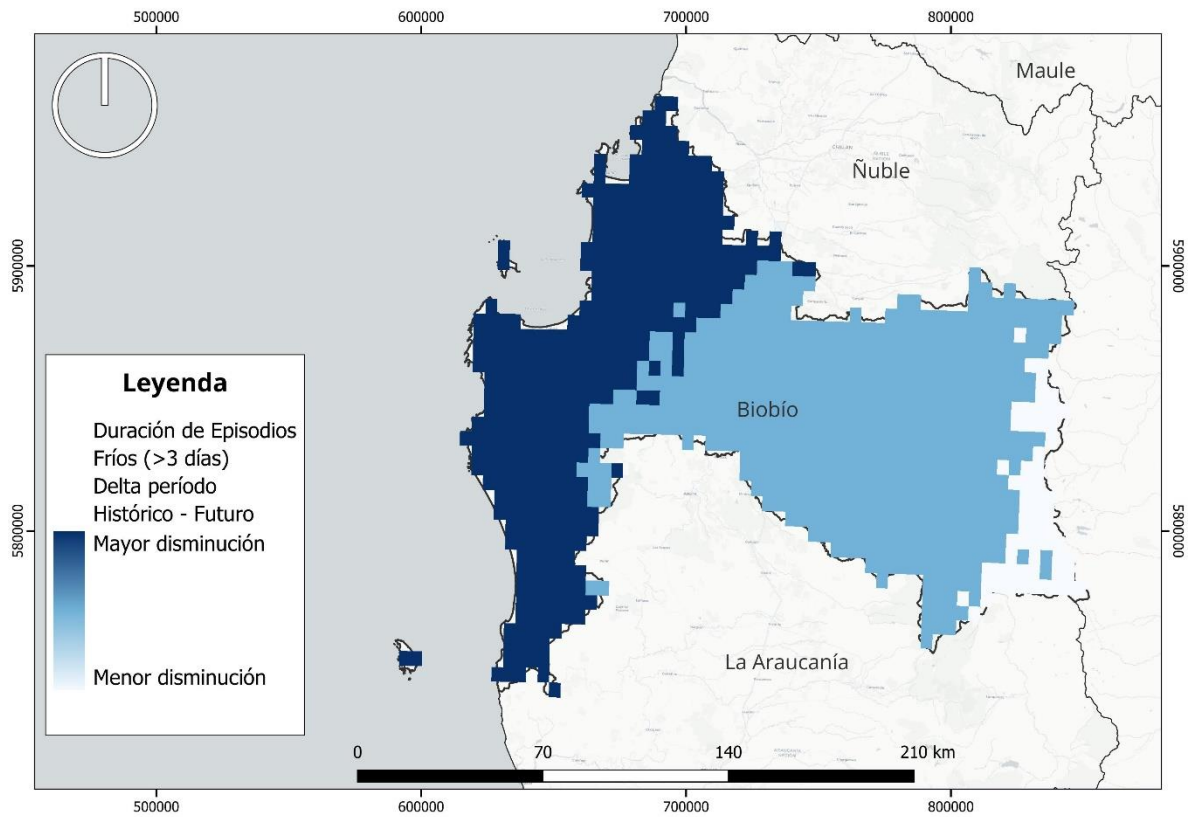 500000
600000
700000
800000
Maule
Ñuble
5900000
5900000
Leyenda
Duración de Episodios
Fríos (>3 días)
Delta período
Histórico - Futuro
Mayor disminución
Menor disminución
Biobío
5800000
5800000
La Araucanía
0
70
140
210 km
500000
600000
700000
800000